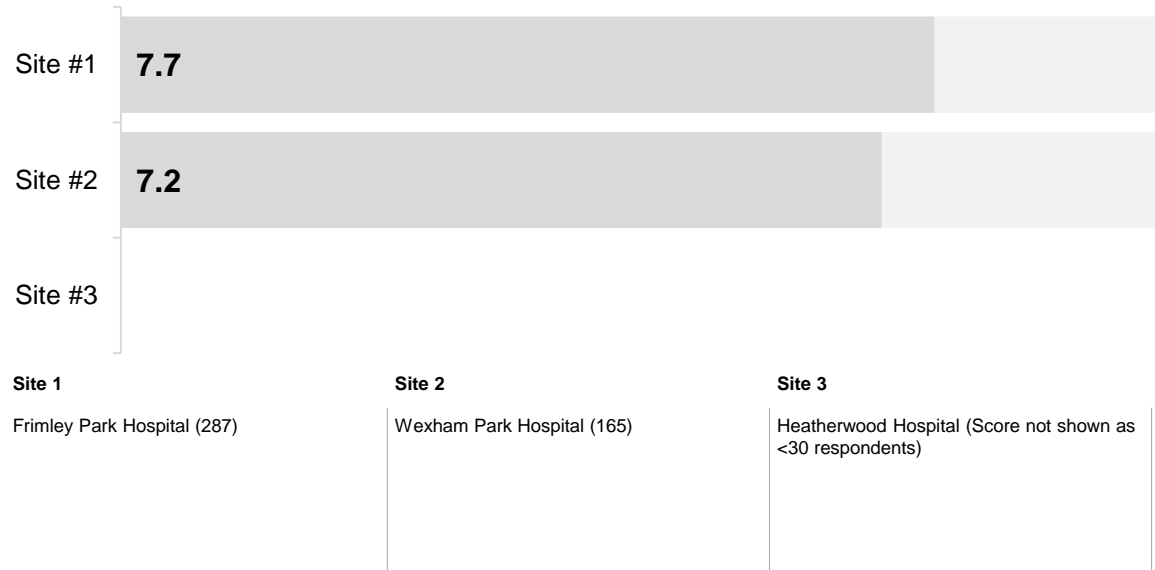 Site #1
7.7
Site #2
7.2
Site #3
Site 1
Site 2
Site 3
Frimley Park Hospital (287)
Wexham Park Hospital (165)
Heatherwood Hospital (Score not shown as
<30 respondents)